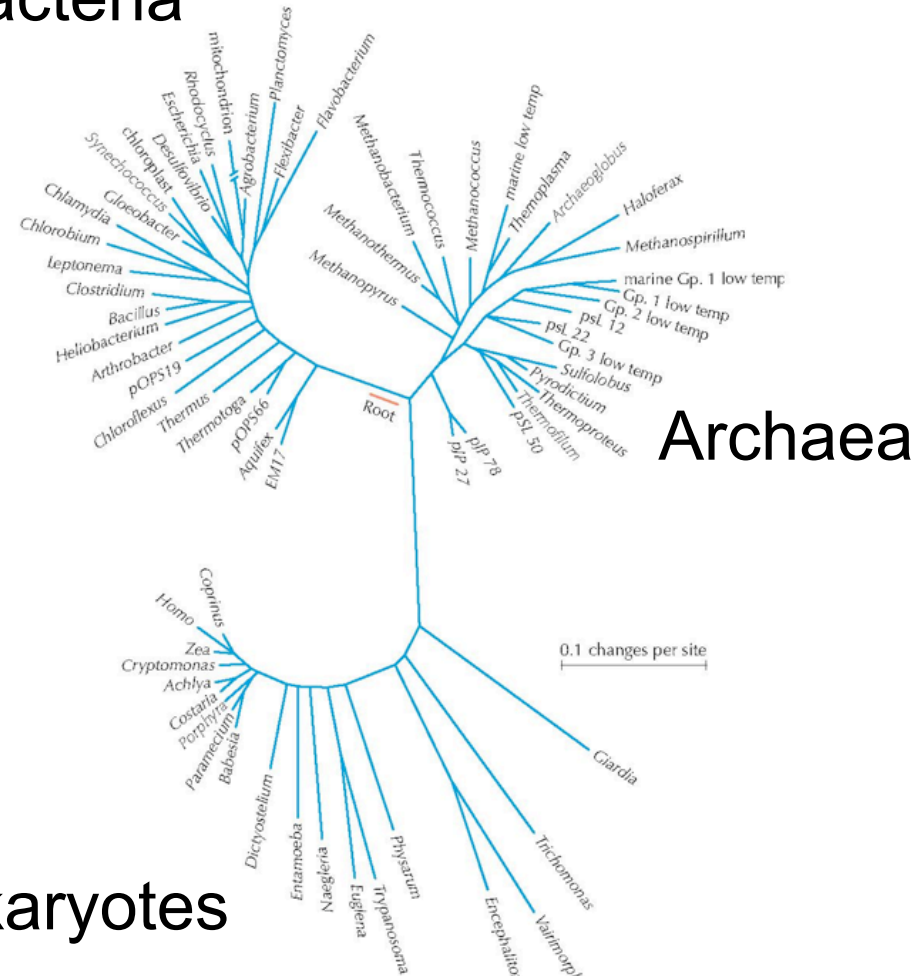 acteria
Planctomyces
mitochondrion
Flavobacterium
Rhodocyclus
Escherichia
Agrobacterium
Flexibacter
Desulfovibrio
chloroplast
Synechococcus
Gloeobacter
Chlamydia
Chlorobium
Leptonema
Clostridium
Bacillus
Heliobacterium
Arthrobacter
pOPS19
Chloroflexus
Thermus
Thermotoga
pOPS66
Aquifex
EM17
Root
Methanopyrus
Methanothermus
Methanobacterium
Thermococcus
Methanococcus
marine low temp
Themoplasma
Archaeoglobus
Haloferax
Methanospirillum
marine Gp. 1 low temp
Gp. 1 low temp
Gp. 2 low temp
psL 12
psL 22
Gp. 3 low temp
Sulfolobus
Pyrodictium
Thermoproteus
Thermofilum
pSL 50
pJP 78
pJP 27
Archaea
Coprinus
Homo
Zea
Cryptomonas
Achlya
Costaria
Porphyra
Paramecium
Babesia
Dictyostelium
Entamoeba
Naegleria
Euglena
Trypanosoma
Physarum
Encephalito
Vairimorph
Trichomonas
Giardia
0.1 changes per site
karyotes